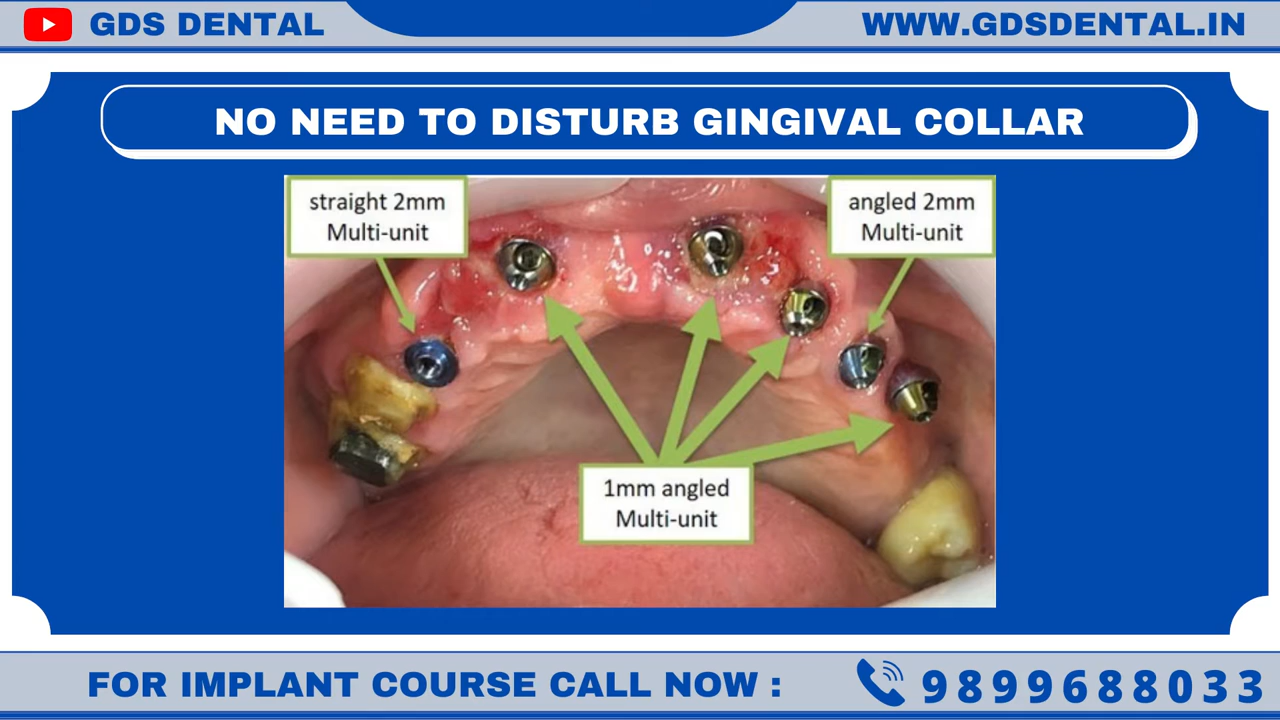 GDS DENTAL
WWW.GDSDENTAL.IN
NO NEED TO DISTURB GINGIVAL COLLAR
straight 2mm
Multi-unit
angled 2mm
Multi-unit
1mm angled
Multi-unit
FOR IMPLANT COURSE CALL NOW :
9899688033